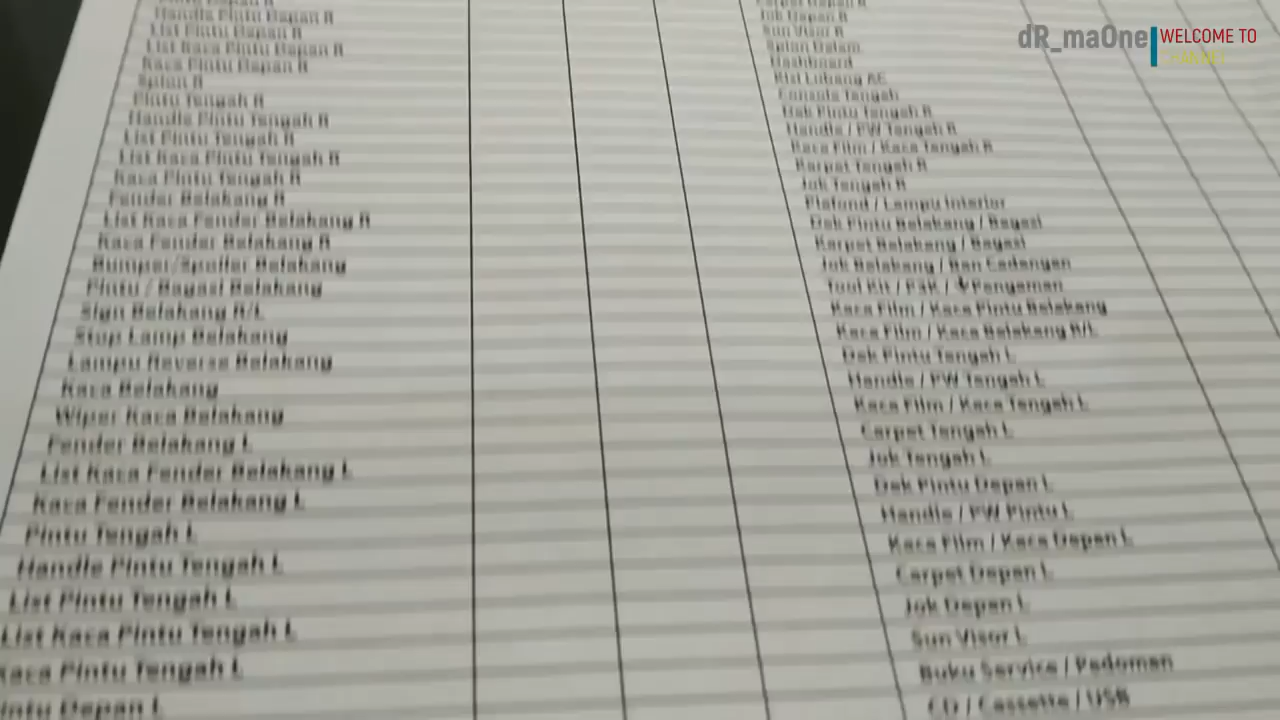 dR_maOne
WELCOME TO
Handle Pintu Depan R
List Pintu Depan R
List Kaca Pintu Depan R
Kaca Pintu Depan R
Spion R
Pintu Tengah R
Handle Pintu Tengah R
List Pintu Tengah R
List Kaca Pintu Tengah R
Kaca Pintu Tengah R
Fender Belakang R
List Kaca Fender Belakang R
Kaca Fender Belakang R
Bumper/Spoiler Belakang
Pintu / Bagasi Belakang
Sign Belakang R/L
Stop Lamp Belakang
Lampu Reverse Belakang
Kaca Belakang
Wiper Kaca Belakang
Fender Belakang L
List Kaca Fender Belakang L
Kaca Fender Belakang L
Pintu Tengah L
Handle Pintu Tengah L
List Pintu Tengah L
List Kaca Pintu Tengah L
Kaca Pintu Tengah L
Pintu Depan L
Jok Depan R
Sun Visor R
Spion Dalam
Dashboard
Kisi Lubang AC
Console Tengah
Dek Pintu Tengah R
Handle / PW Tengah R
Kaca Film / Kaca Tengah R
Karpet Tengah R
Jok Tengah R
Plafond / Lampu Interior
Dek Pintu Belakang / Bagasi
Karpet Belakang / Bagasi
Jok Belakang / Ban Cadangan
Tool Kit / P3K / Pengaman
Kaca Film / Kaca Pintu Belakang
Kaca Film / Kaca Belakang R/L
Dek Pintu Tengah L
Handle / PW Tengah L
Kaca Film / Kaca Tengah L
Carpet Tengah L
Jok Tengah L
Dek Pintu Depan L
Handle / PW Pintu L
Kaca Film / Kaca Depan L
Carpet Depan L
Jok Depan L
Sun Visor L
Buku Service / Pedoman
CD / Cassette / USB